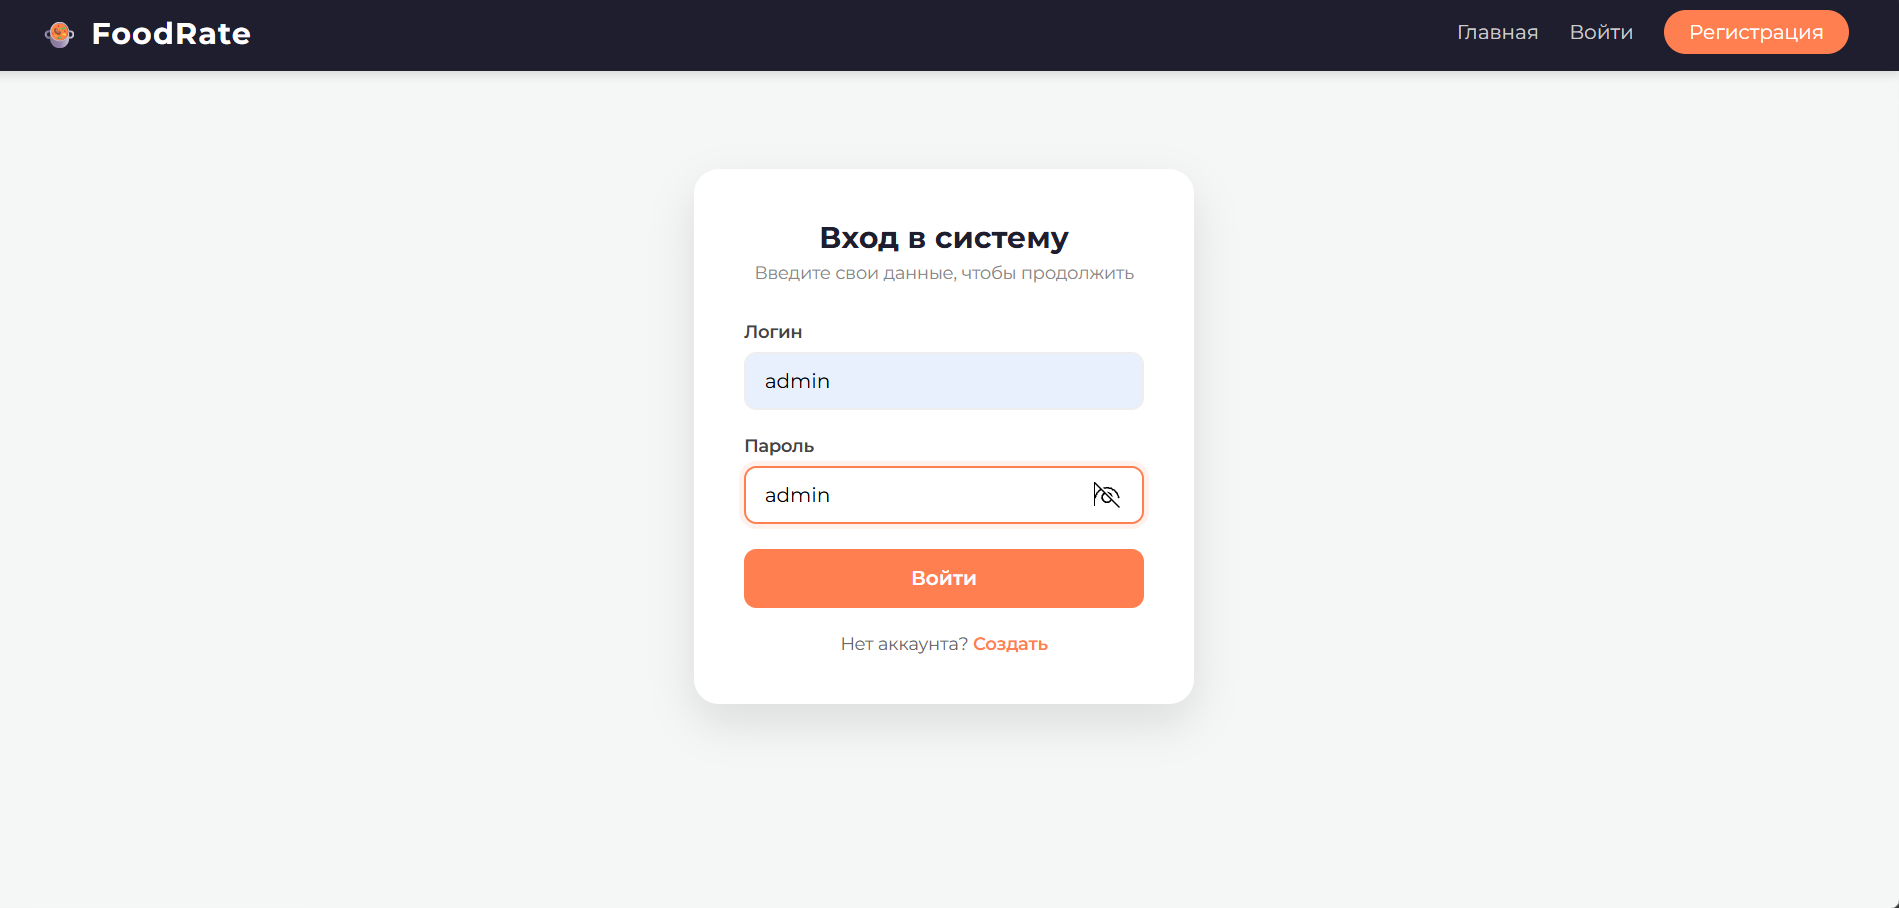 FoodRate
Главная Войти Регистрация
Вход в систему
Введите свои данные, чтобы продолжить
Логин
admin
Пароль
admin
Войти
Нет аккаунта? Создать